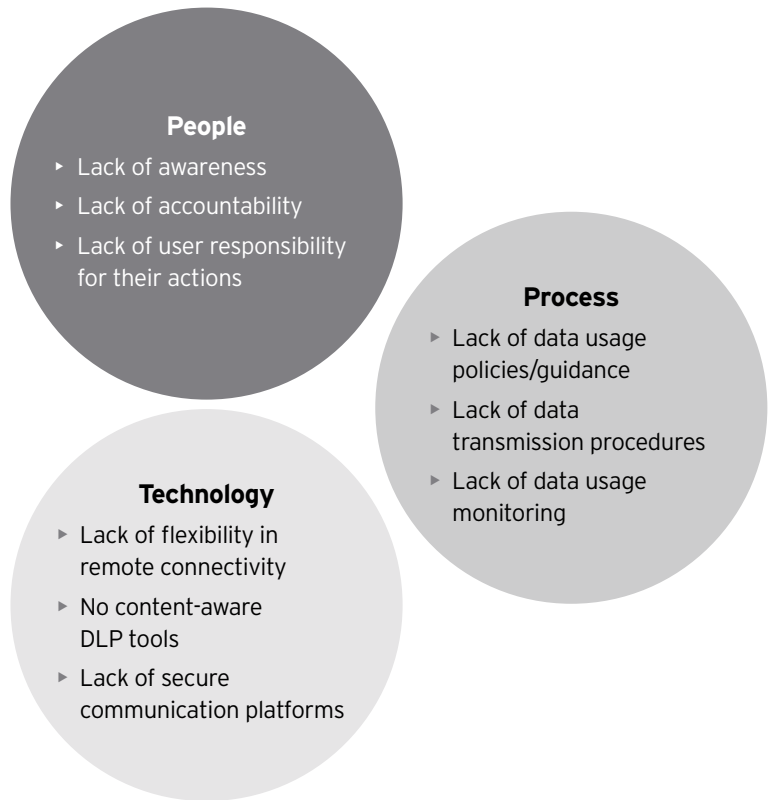 People
▸ Lack of awareness
▸ Lack of accountability
▸ Lack of user responsibility
for their actions
Process
▸ Lack of data usage
policies/guidance
▸ Lack of data
transmission procedures
▸ Lack of data usage
monitoring
Technology
▸ Lack of flexibility in
remote connectivity
▸ No content-aware
DLP tools
▸ Lack of secure
communication platforms